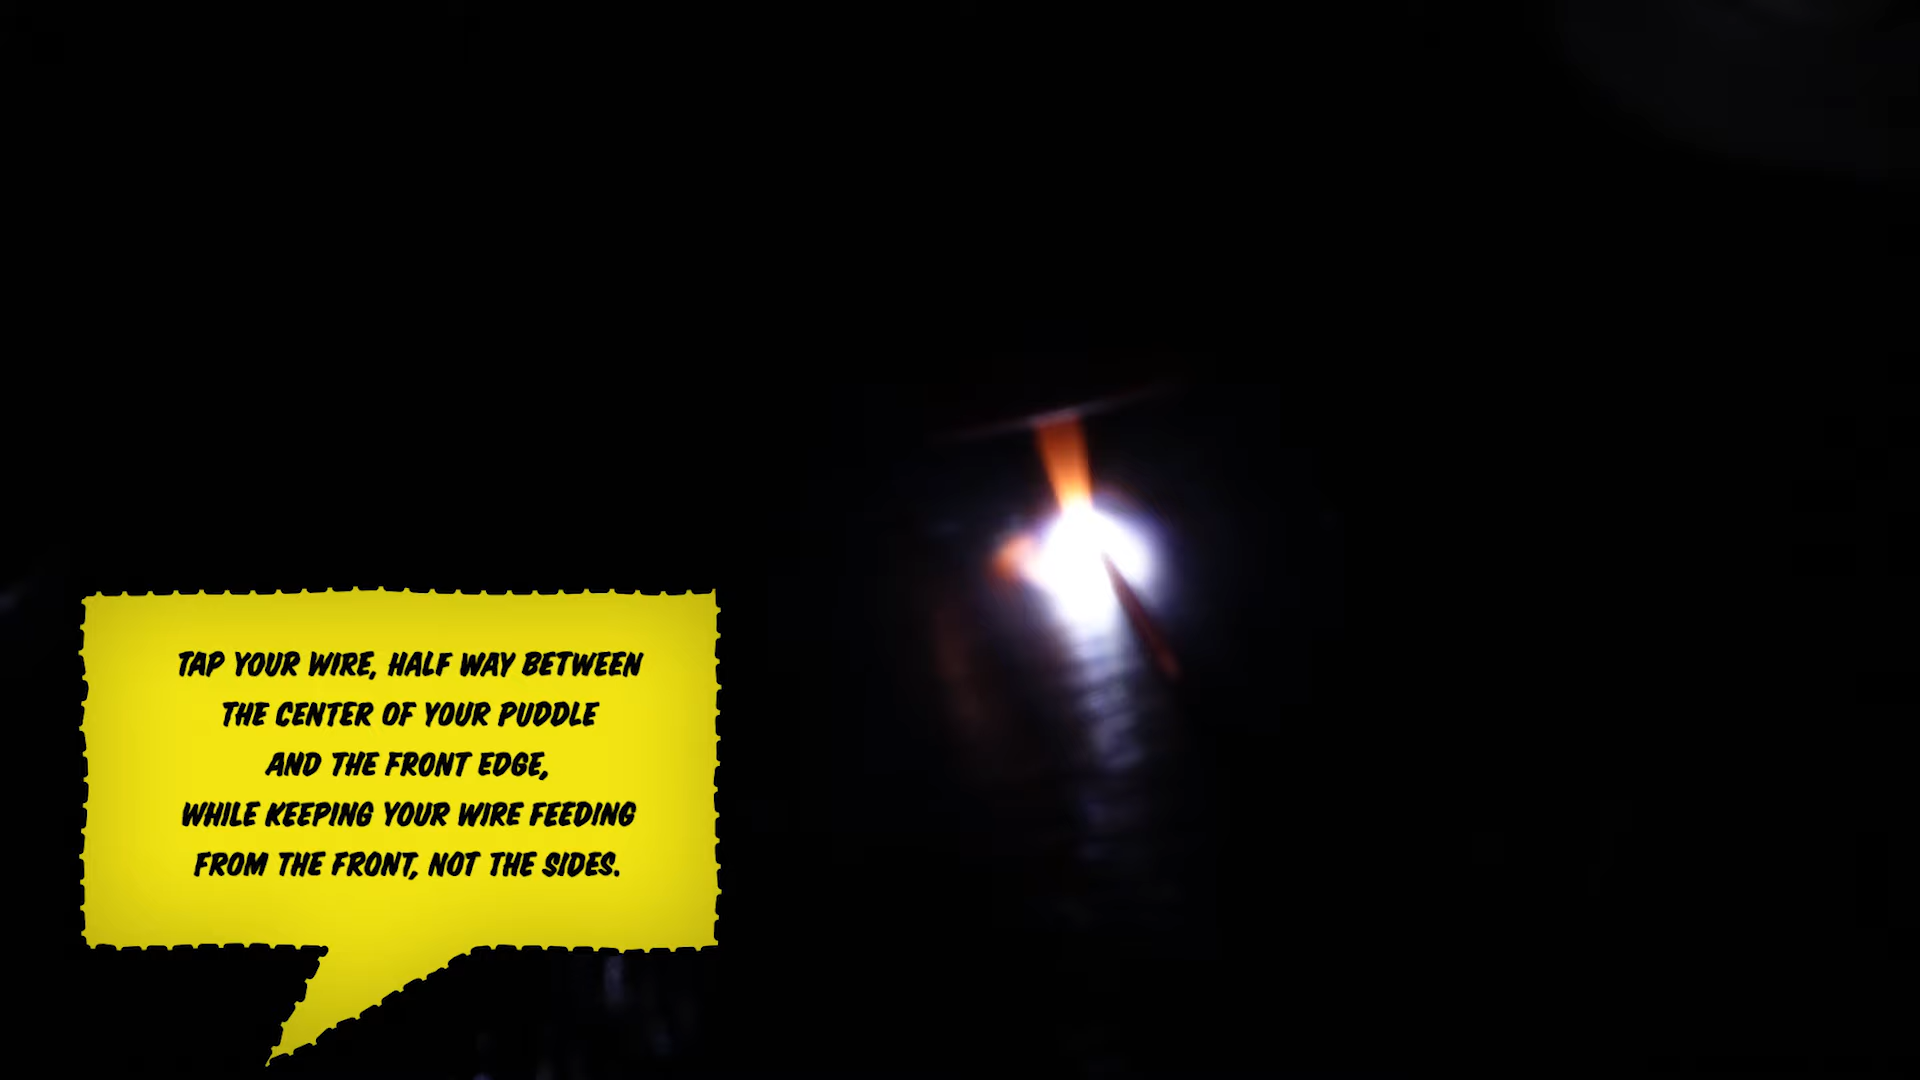 TAP YOUR WIRE, HALF WAY BETWEEN
THE CENTER OF YOUR PUDDLE
AND THE FRONT EDGE,
WHILE KEEPING YOUR WIRE FEEDING
FROM THE FRONT, NOT THE SIDES.